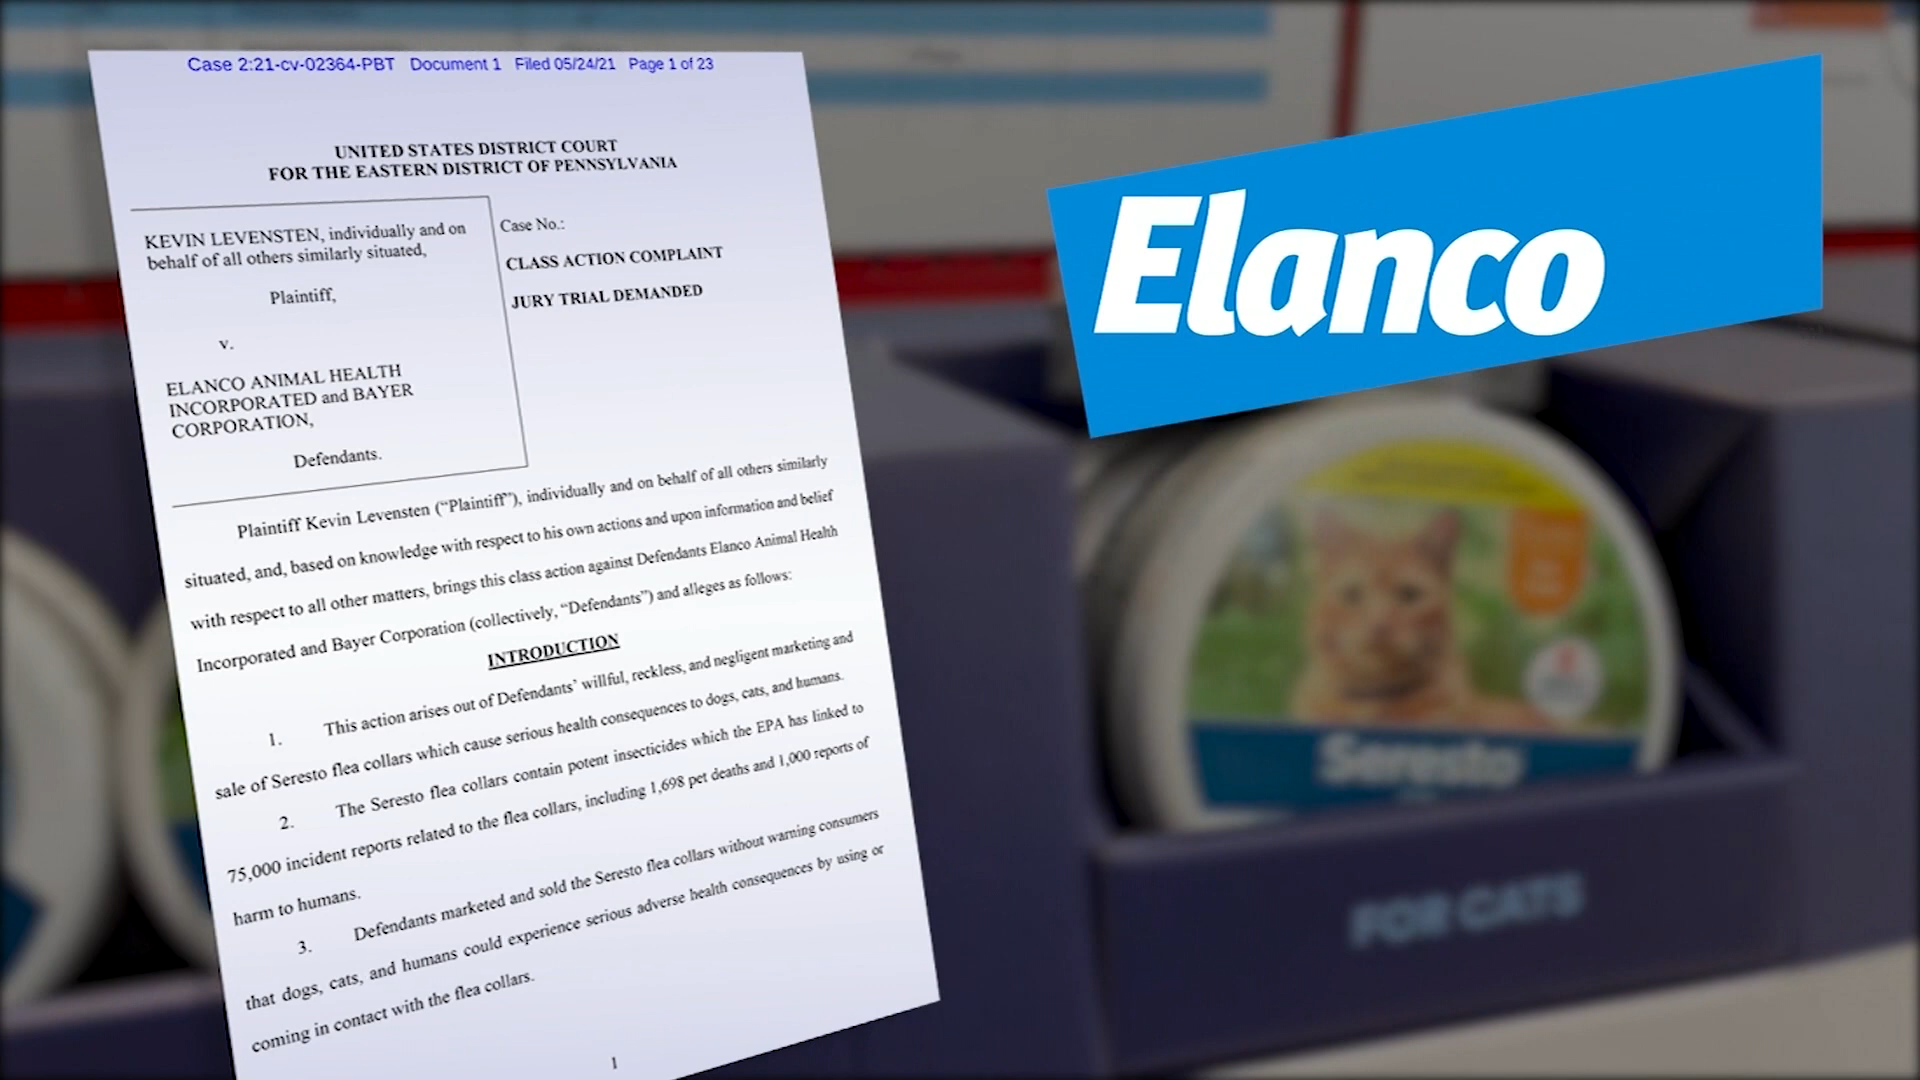 Case 2:21-cv-02364-PBT Document 1 Filed 05/24/21 Page 1 of 23
UNITED STATES DISTRICT COURT
FOR THE EASTERN DISTRICT OF PENNSYLVANIA
KEVIN LEVENSTEN, individually and on
behalf of all others similarly situated,
Plaintiff,
v.
ELANCO ANIMAL HEALTH
INCORPORATED and BAYER
CORPORATION,
Defendants.
Case No.:
CLASS ACTION COMPLAINT
JURY TRIAL DEMANDED
Plaintiff Kevin Levensten (“Plaintiff”), individually and on behalf of all others similarly
situated, and, based on knowledge with respect to his own actions and upon information and belief
with respect to all other matters, brings this class action against Defendants Elanco Animal Health
Incorporated and Bayer Corporation (collectively, “Defendants”) and alleges as follows:
INTRODUCTION
1. This action arises out of Defendants’ willful, reckless, and negligent marketing and
sale of Seresto flea collars which cause serious health consequences to dogs, cats, and humans.
2. The Seresto flea collars contain potent insecticides which the EPA has linked to
75,000 incident reports related to the flea collars, including 1,698 pet deaths and 1,000 reports of
harm to humans.
3. Defendants marketed and sold the Seresto flea collars without warning consumers
that dogs, cats, and humans could experience serious adverse health consequences by using or
coming in contact with the flea collars.
1
Elanco
Seresto
FOR CATS